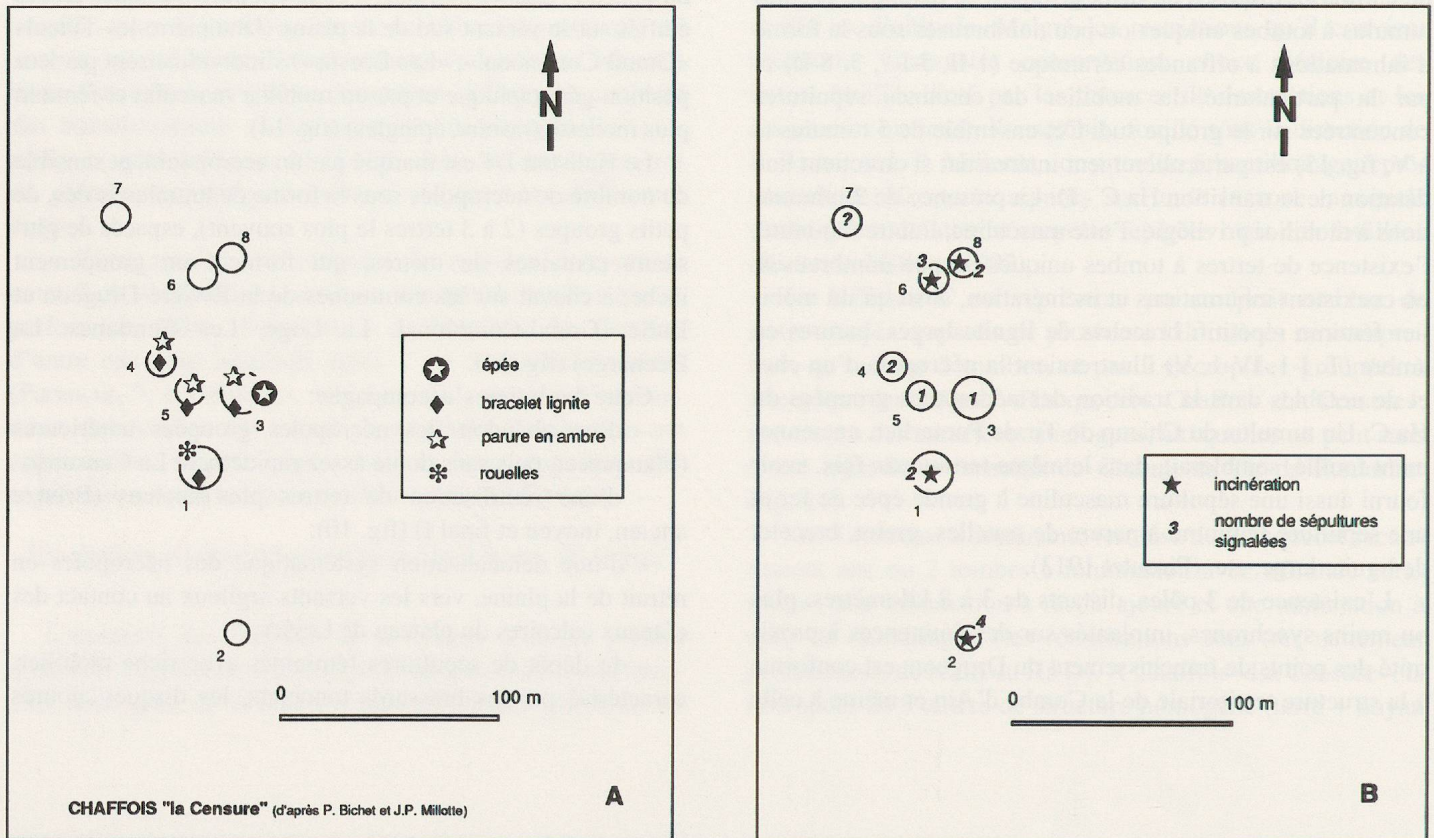 N
7
8
6
4
5
3
1
2
épée
bracelet lignite
parure en ambre
rouelles
0 100 m
CHAFFOIS "la Censure" (d'après P. Bichet et J.P. Millotte)
A
N
7
?
8
3
2
6
4
2
1
1
5
3
2
1
4
2
incinération
3 nombre de sépultures
signalées
0 100 m
B